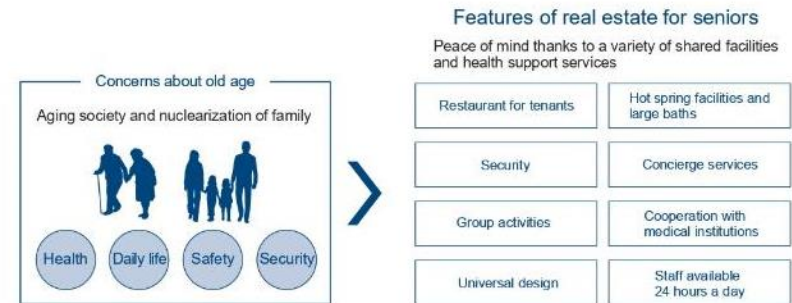 Concerns about old age
Aging society and nuclearization of family
Health
Daily life
Safety
Security
Features of real estate for seniors
Peace of mind thanks to a variety of shared facilities
and health support services
Restaurant for tenants
Hot spring facilities and
large baths
Security
Concierge services
Group activities
Cooperation with
medical institutions
Universal design
Staff available
24 hours a day